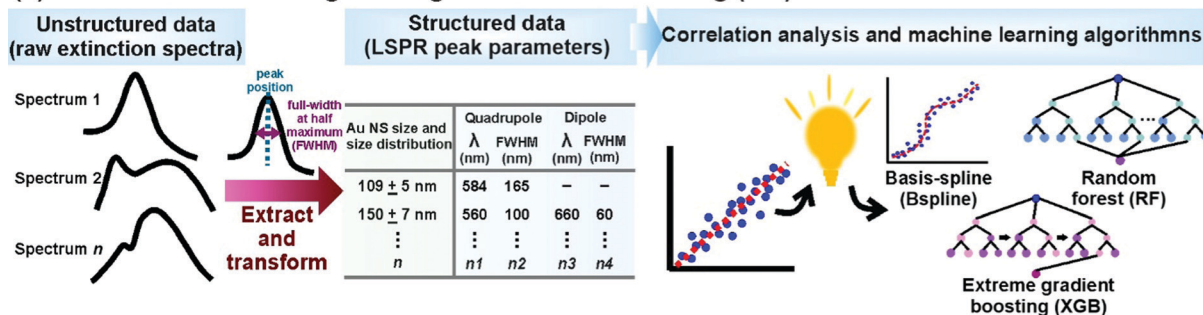 Unstructured data
(raw extinction spectra)
Structured data
(LSPR peak parameters)
Correlation analysis and machine learning algorithmns
Spectrum 1
Spectrum 2
Spectrum n
peak
position
full-width
at half
maximum
(FWHM)
Extract
and
transform
Au NS size and
size distribution
Quadrupole Dipole
λ FWHM λ FWHM
(nm) (nm) (nm) (nm)
109 ± 5 nm 584 165 – –
150 ± 7 nm 560 100 660 60
⋮ ⋮ ⋮ ⋮ ⋮
n n1 n2 n3 n4
Basis-spline
(Bspline)
Random
forest (RF)
Extreme gradient
boosting (XGB)